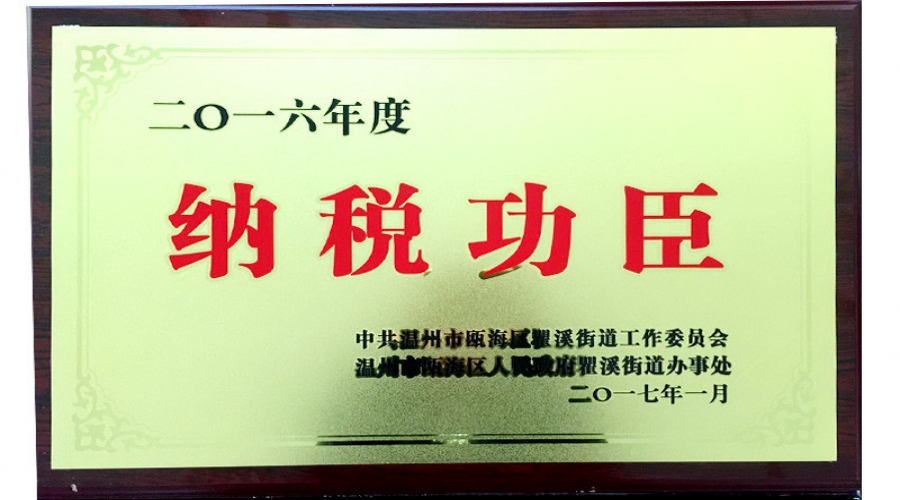 二〇一六年度
纳税功臣
中共温州市瓯海区瞿溪街道工作委员会
温州市瓯海区人民政府瞿溪街道办事处
二〇一七年一月